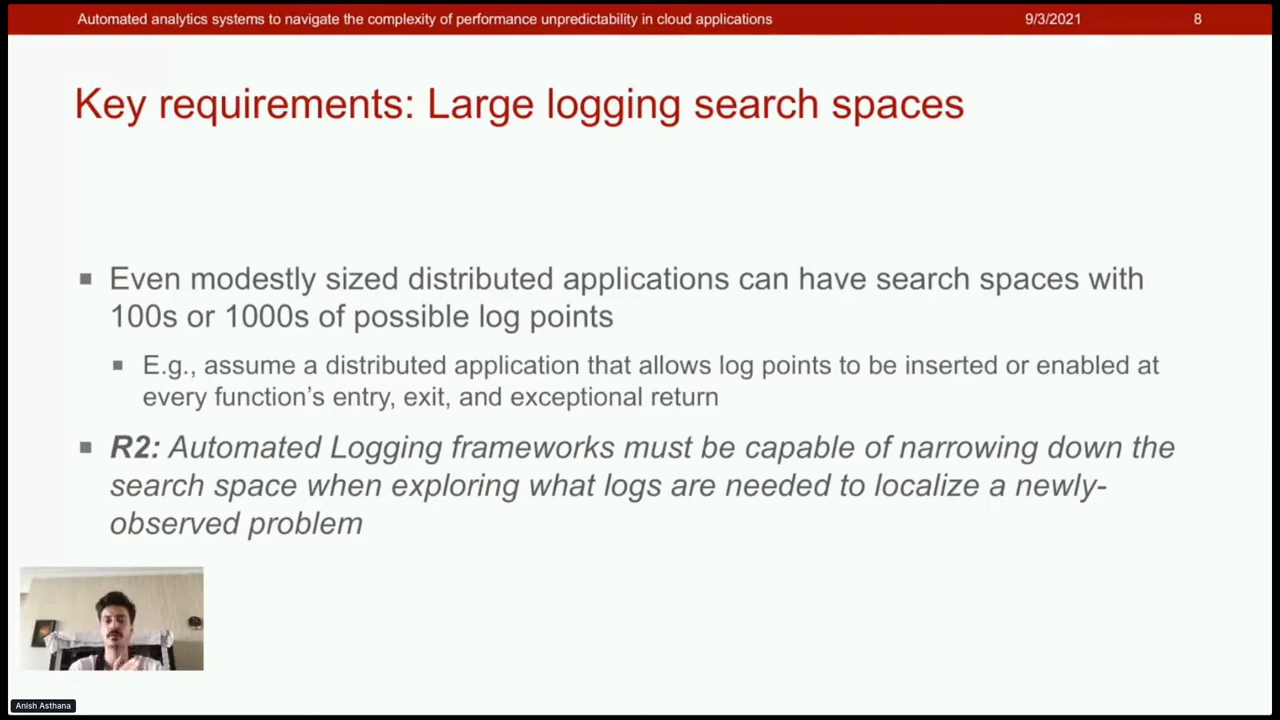 Automated analytics systems to navigate the complexity of performance unpredictability in cloud applications 9/3/2021 8
Key requirements: Large logging search spaces
Even modestly sized distributed applications can have search spaces with
100s or 1000s of possible log points
E.g., assume a distributed application that allows log points to be inserted or enabled at
every function’s entry, exit, and exceptional return
R2: Automated Logging frameworks must be capable of narrowing down the
search space when exploring what logs are needed to localize a newly-
observed problem
Anish Asthana